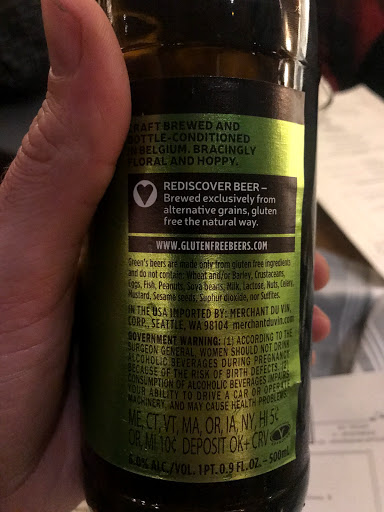 CRAFT BREWED AND
BOTTLE-CONDITIONED
IN BELGIUM. BRACINGLY
FLORAL AND HOPPY.
REDISCOVER BEER –
Brewed exclusively from
alternative grains, gluten
free the natural way.
WWW.GLUTENFREEBEERS.COM
Green's beers are made only from gluten free ingredients
and do not contain: Wheat and/or Barley, Crustaceans,
Eggs, Fish, Peanuts, Soya beans, Milk, Lactose, Nuts, Celery,
Mustard, Sesame seeds, Suphur dioxide, nor Sulfites.
IN THE USA IMPORTED BY: MERCHANT DU VIN
CORP., SEATTLE, WA 98104 merchantduvin.com
GOVERNMENT WARNING: (1) ACCORDING TO THE
SURGEON GENERAL, WOMEN SHOULD NOT DRINK
ALCOHOLIC BEVERAGES DURING PREGNANCY
BECAUSE OF THE RISK OF BIRTH DEFECTS. (2)
CONSUMPTION OF ALCOHOLIC BEVERAGES IMPAIRS
YOUR ABILITY TO DRIVE A CAR OR OPERATE
MACHINERY, AND MAY CAUSE HEALTH PROBLEMS.
ME, CT, VT, MA, OR, IA, NY, HI 5¢
OR, MI 10¢ DEPOSIT OK+ CRV
6.0% ALC/VOL. 1PT. 0.9 FL. OZ. – 500mL